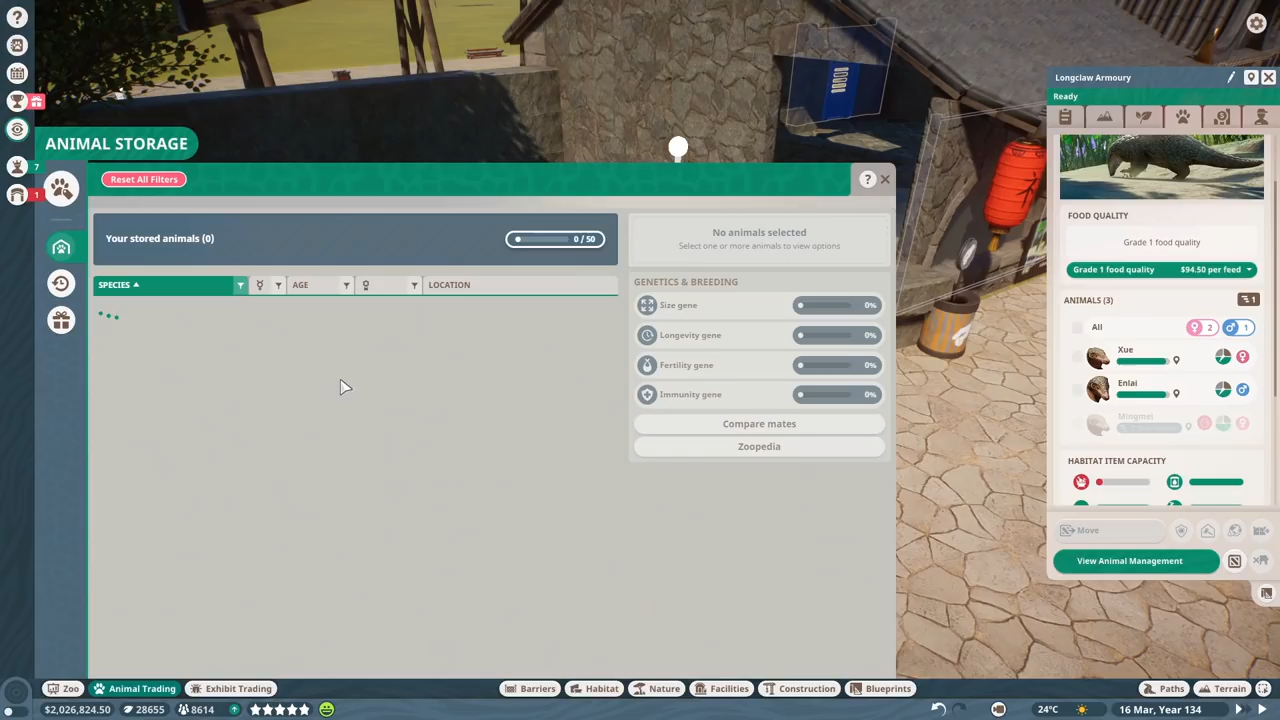 Longclaw Armoury
Ready
ANIMAL STORAGE
7
1
Reset All Filters
?
Your stored animals (0)
0 / 50
No animals selected
Select one or more animals to view options
SPECIES
AGE
LOCATION
GENETICS & BREEDING
Size gene
0%
Longevity gene
0%
Fertility gene
0%
Immunity gene
0%
Compare mates
Zoopedia
FOOD QUALITY
Grade 1 food quality
Grade 1 food quality $94.50 per feed
ANIMALS (3)
1
All
2
1
Xue
Enlai
Mingmei
HABITAT ITEM CAPACITY
Move
View Animal Management
Zoo
Animal Trading
Exhibit Trading
Barriers
Habitat
Nature
Facilities
Construction
Blueprints
Paths
Terrain
$2,026,824.50
28655
8614
24°C
16 Mar, Year 134